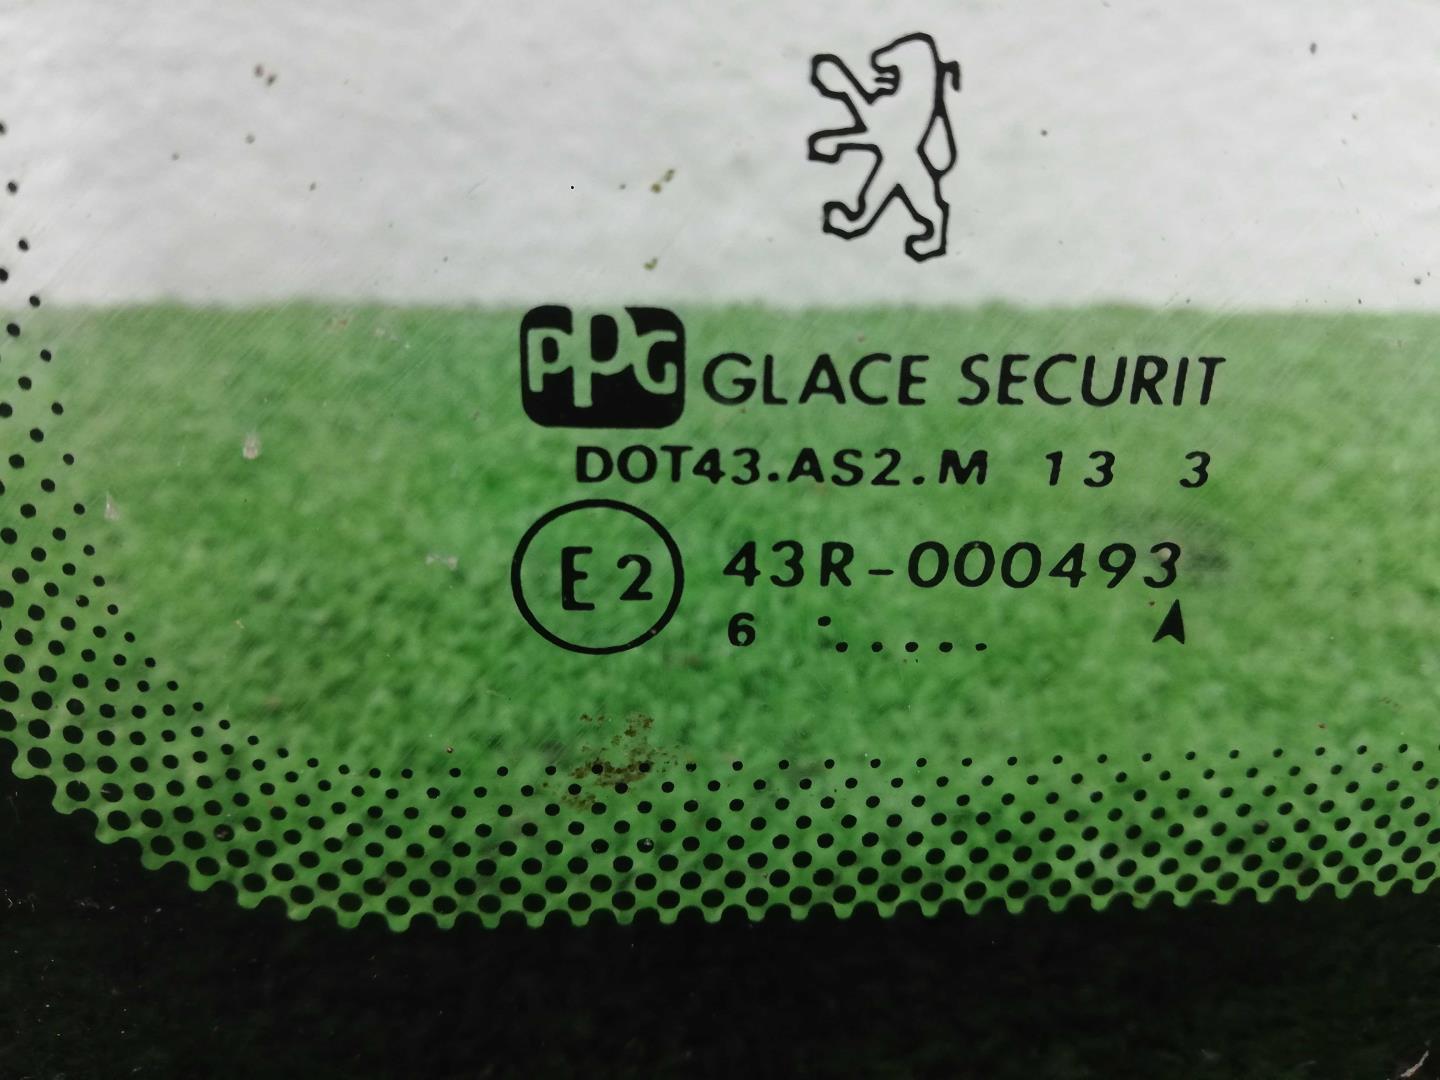 PPG GLACE SECURIT
DOT43.AS2.M 13 3
E2 43R-000493
6 . . . . . .